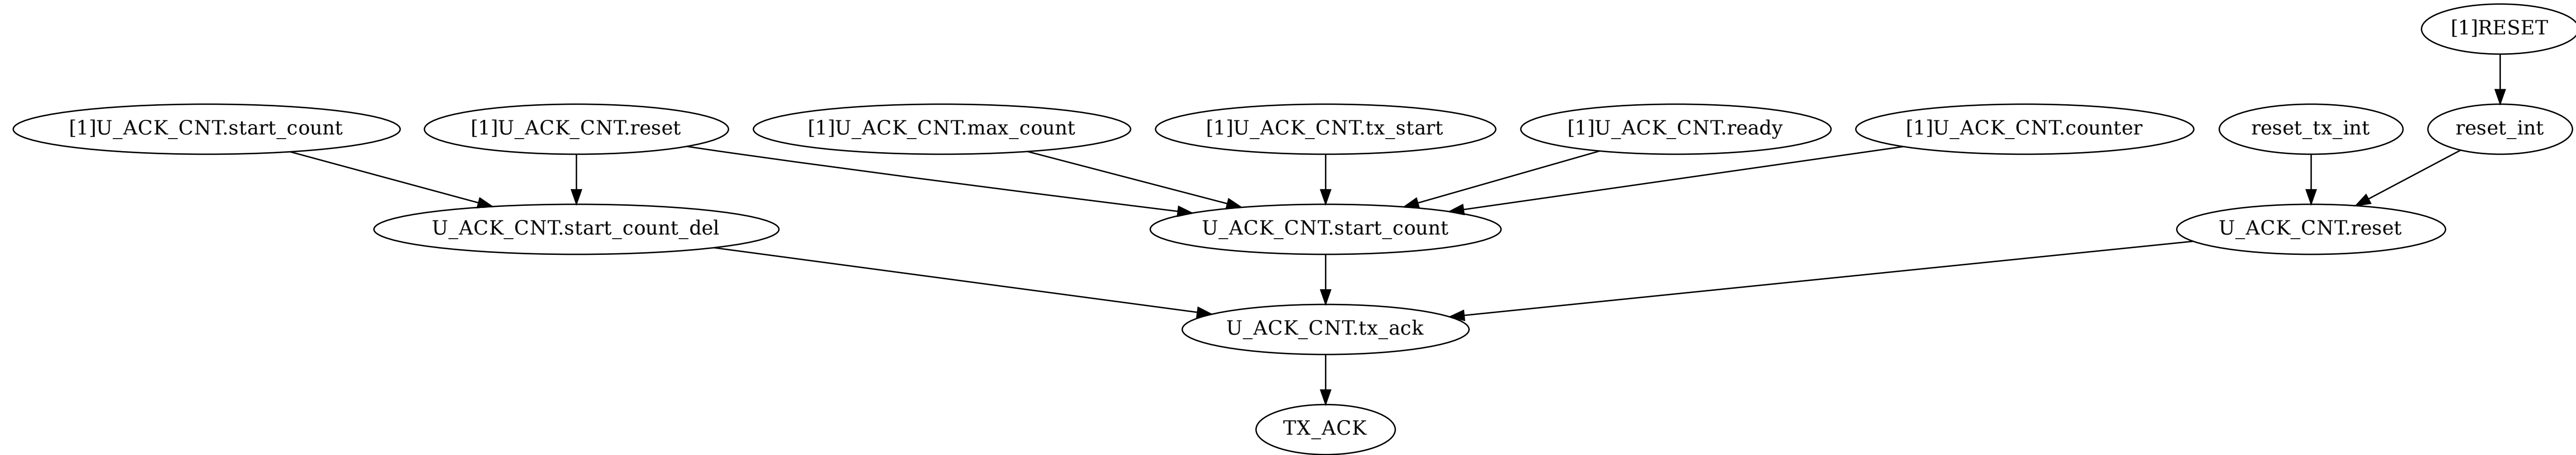 [1]RESET
[1]U_ACK_CNT.start_count
[1]U_ACK_CNT.reset
[1]U_ACK_CNT.max_count
[1]U_ACK_CNT.tx_start
[1]U_ACK_CNT.ready
[1]U_ACK_CNT.counter
reset_tx_int
reset_int
U_ACK_CNT.start_count_del
U_ACK_CNT.start_count
U_ACK_CNT.reset
U_ACK_CNT.tx_ack
TX_ACK